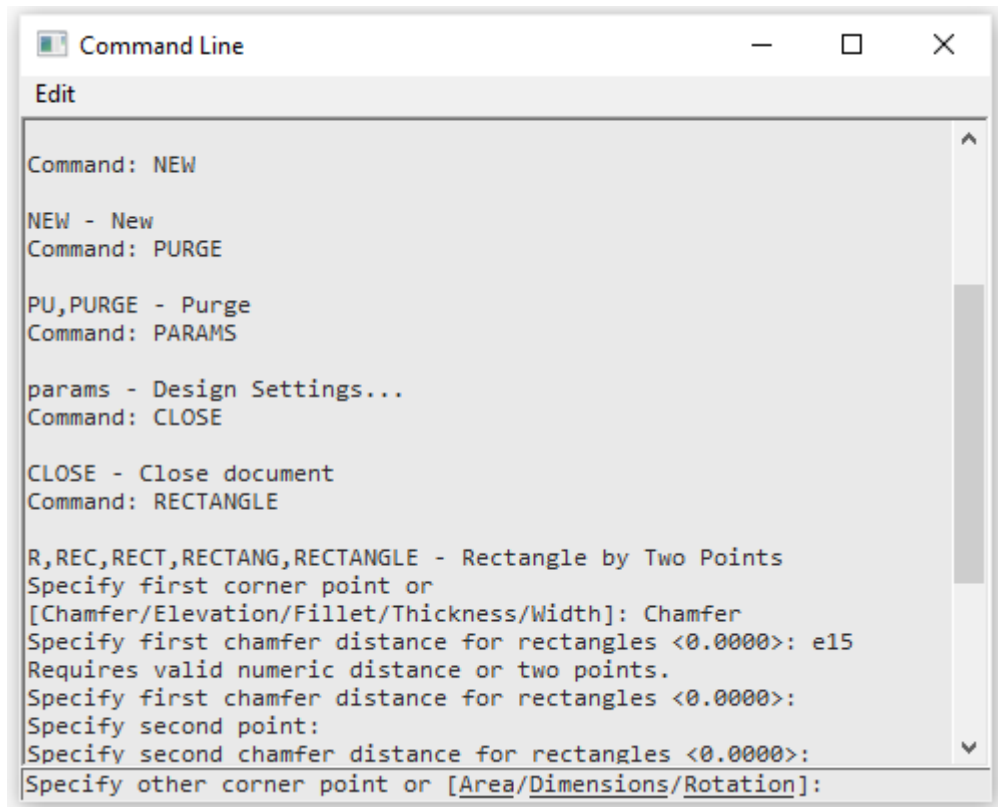 Command Line
Edit
Command: NEW
NEW - New
Command: PURGE
PU,PURGE - Purge
Command: PARAMS
params - Design Settings...
Command: CLOSE
CLOSE - Close document
Command: RECTANGLE
R,REC,RECT,RECTANG,RECTANGLE - Rectangle by Two Points
Specify first corner point or
[Chamfer/Elevation/Fillet/Thickness/Width]: Chamfer
Specify first chamfer distance for rectangles <0.0000>: e15
Requires valid numeric distance or two points.
Specify first chamfer distance for rectangles <0.0000>:
Specify second point:
Specify second chamfer distance for rectangles <0.0000>:
Specify other corner point or [Area/Dimensions/Rotation]: